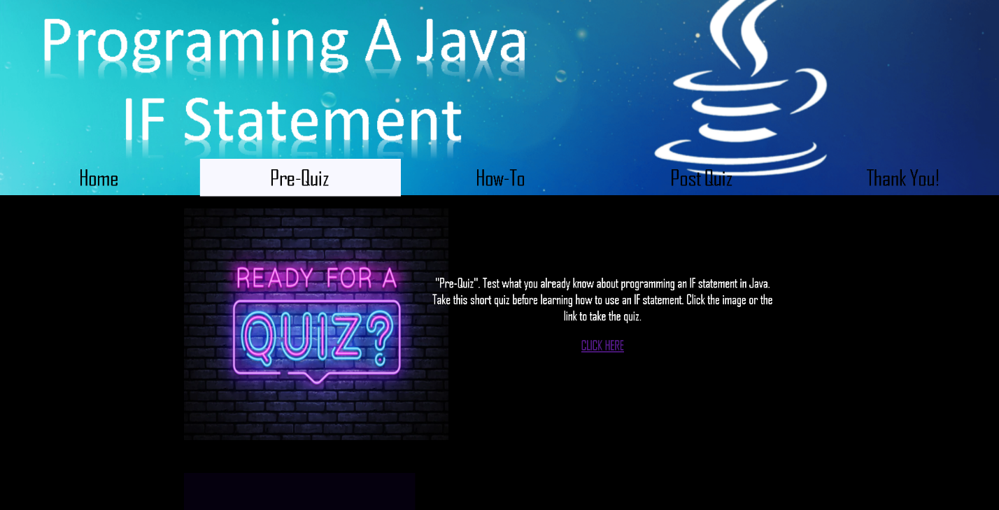 Programing A Java
IF Statement
Home
Pre-Quiz
How-To
Post Quiz
Thank You!
READY FOR A
QUIZ?
"Pre-Quiz". Test what you already know about programming an IF statement in Java.
Take this short quiz before learning how to use an IF statement. Click the image or the
link to take the quiz.
CLICK HERE